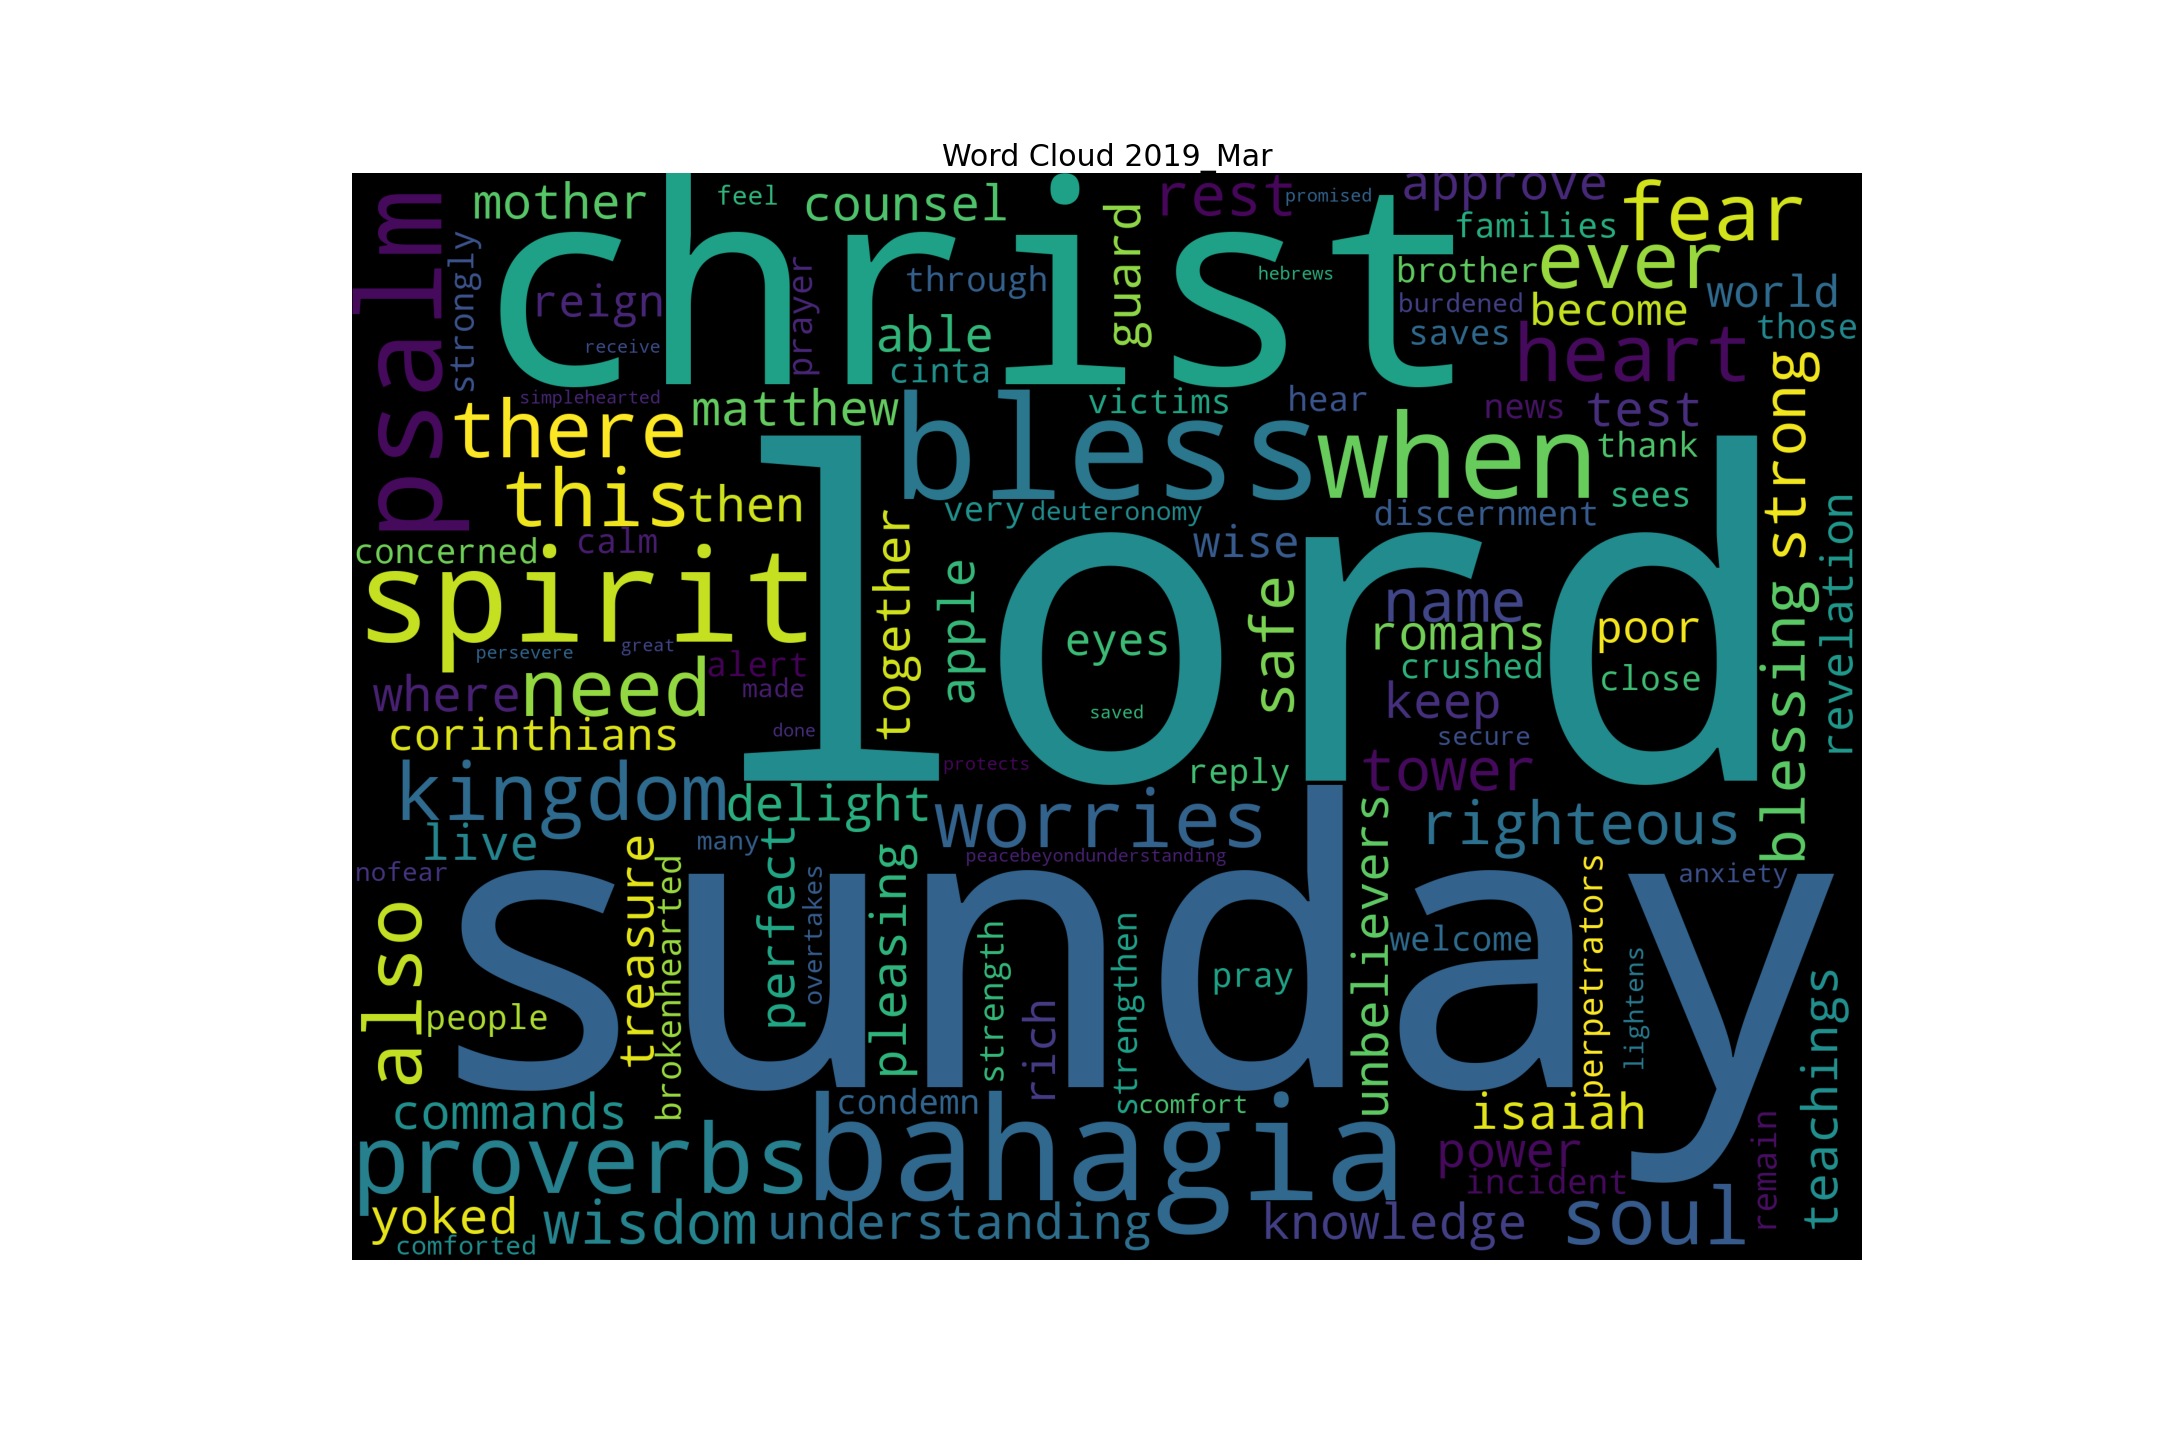 Word Cloud 2019_Mar
psalm
mother
feel
counsel
rest
promised
approve
fear
christ
guard
families
strongly
reign
prayer
through
hebrews
brother
ever
burdened
become
world
receive
able
saves
those
cinta
heart
simplehearted
matthew
victims
hear
news
test
strong
there
bless
when
thank
this
then
very
deuteronomy
discernment
sees
revelation
concerned
calm
together
wise
spirit
lord
apple
safe
name
poor
blessing
persevere
great
eyes
romans
where
need
alert
made
crushed
close
keep
saved
corinthians
done
secure
kingdom
protects
reply
tower
delight
worries
unbelievers
righteous
live
many
peacebeyondunderstanding
nofear
treasure
brokenhearted
perfect
overtakes
pleasing
sunday
perpetrators
anxiety
also
strength
strengthen
welcome
lightens
people
rich
pray
teachings
commands
condemn
comfort
isaiah
proverbs
bahagia
power
remain
incident
yoked
wisdom
understanding
knowledge
soul
comforted